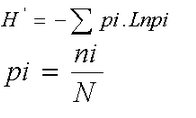 H ' = − ∑ pi . Lnpi
pi = ni / N